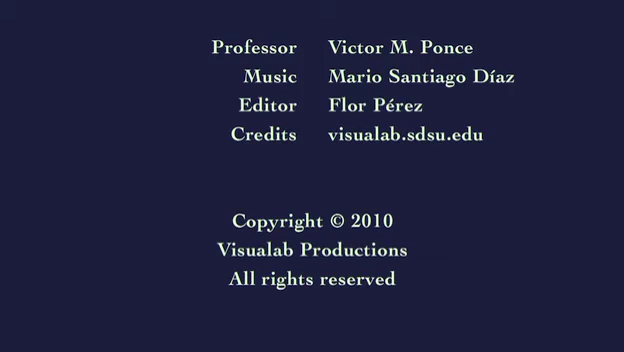 Professor Victor M. Ponce
Music Mario Santiago Díaz
Editor Flor Pérez
Credits visualab.sdsu.edu
Copyright © 2010
Visualab Productions
All rights reserved